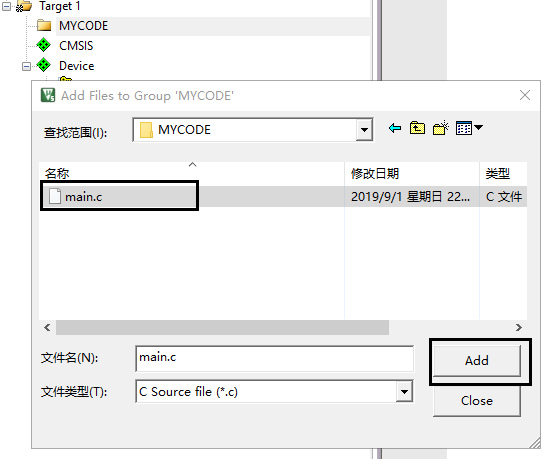 Target 1
MYCODE
CMSIS
Device
Add Files to Group 'MYCODE'
查找范围(I):
MYCODE
名称
修改日期
类型
main.c
2019/9/1 星期日 22...
C 文件
文件名(N):
main.c
Add
文件类型(T):
C Source file (*.c)
Close